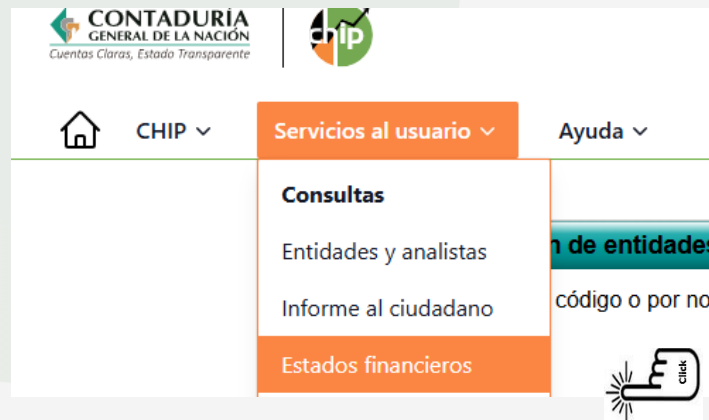 CONTADURÍA
GENERAL DE LA NACIÓN
Cuentas Claras, Estado Transparente
chip
CHIP
Servicios al usuario
Ayuda
Consultas
Entidades y analistas
n de entidades
Informe al ciudadano
código o por no
Estados financieros
Click